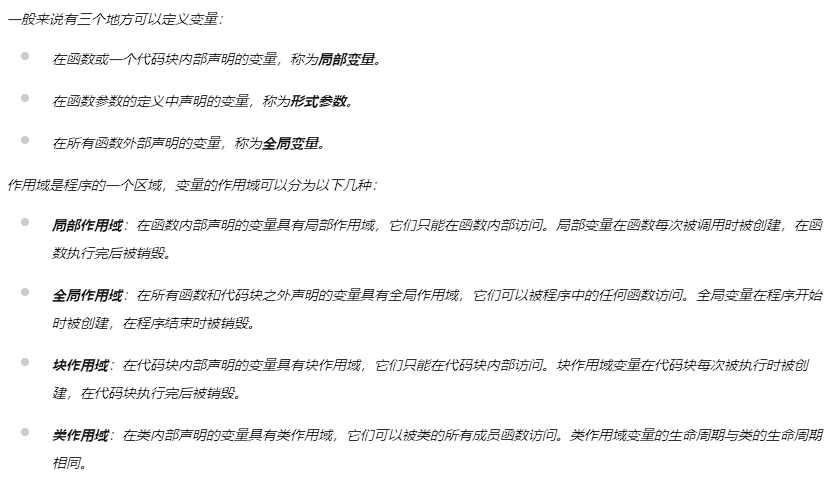 一般来说有三个地方可以定义变量：
在函数或一个代码块内部声明的变量，称为局部变量。
在函数参数的定义中声明的变量，称为形式参数。
在所有函数外部声明的变量，称为全局变量。
作用域是程序的一个区域，变量的作用域可以分为以下几种：
局部作用域：在函数内部声明的变量具有局部作用域，它们只能在函数内部访问。局部变量在函数每次被调用时被创建，在函
数执行完后被销毁。
全局作用域：在所有函数和代码块之外声明的变量具有全局作用域，它们可以被程序中的任何函数访问。全局变量在程序开始
时被创建，在程序结束时被销毁。
块作用域：在代码块内部声明的变量具有块作用域，它们只能在代码块内部访问。块作用域变量在代码块每次被执行时被创
建，在代码块执行完后被销毁。
类作用域：在类内部声明的变量具有类作用域，它们可以被类的所有成员函数访问。类作用域变量的生命周期与类的生命周期
相同。